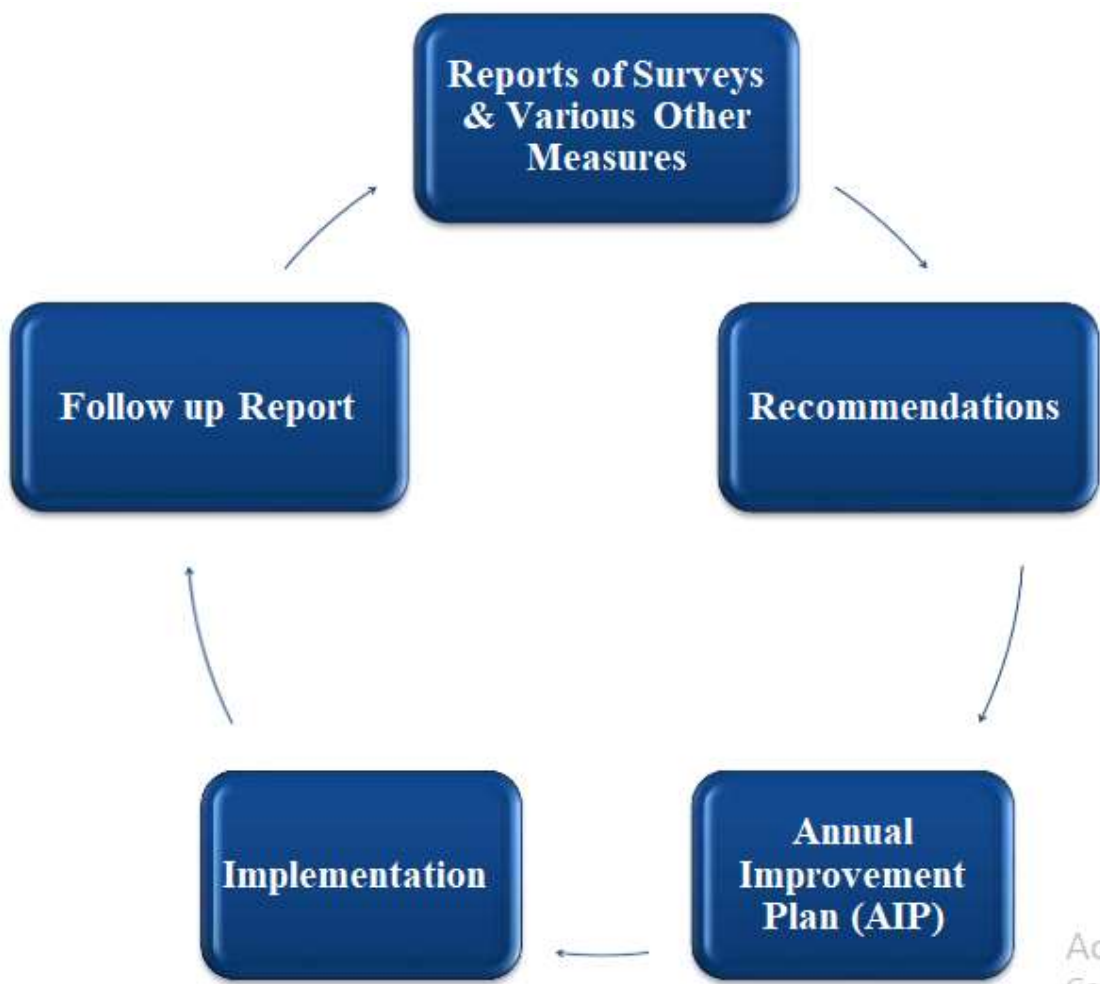 Reports of Surveys
& Various Other
Measures
Follow up Report
Recommendations
Implementation
Annual
Improvement
Plan (AIP)